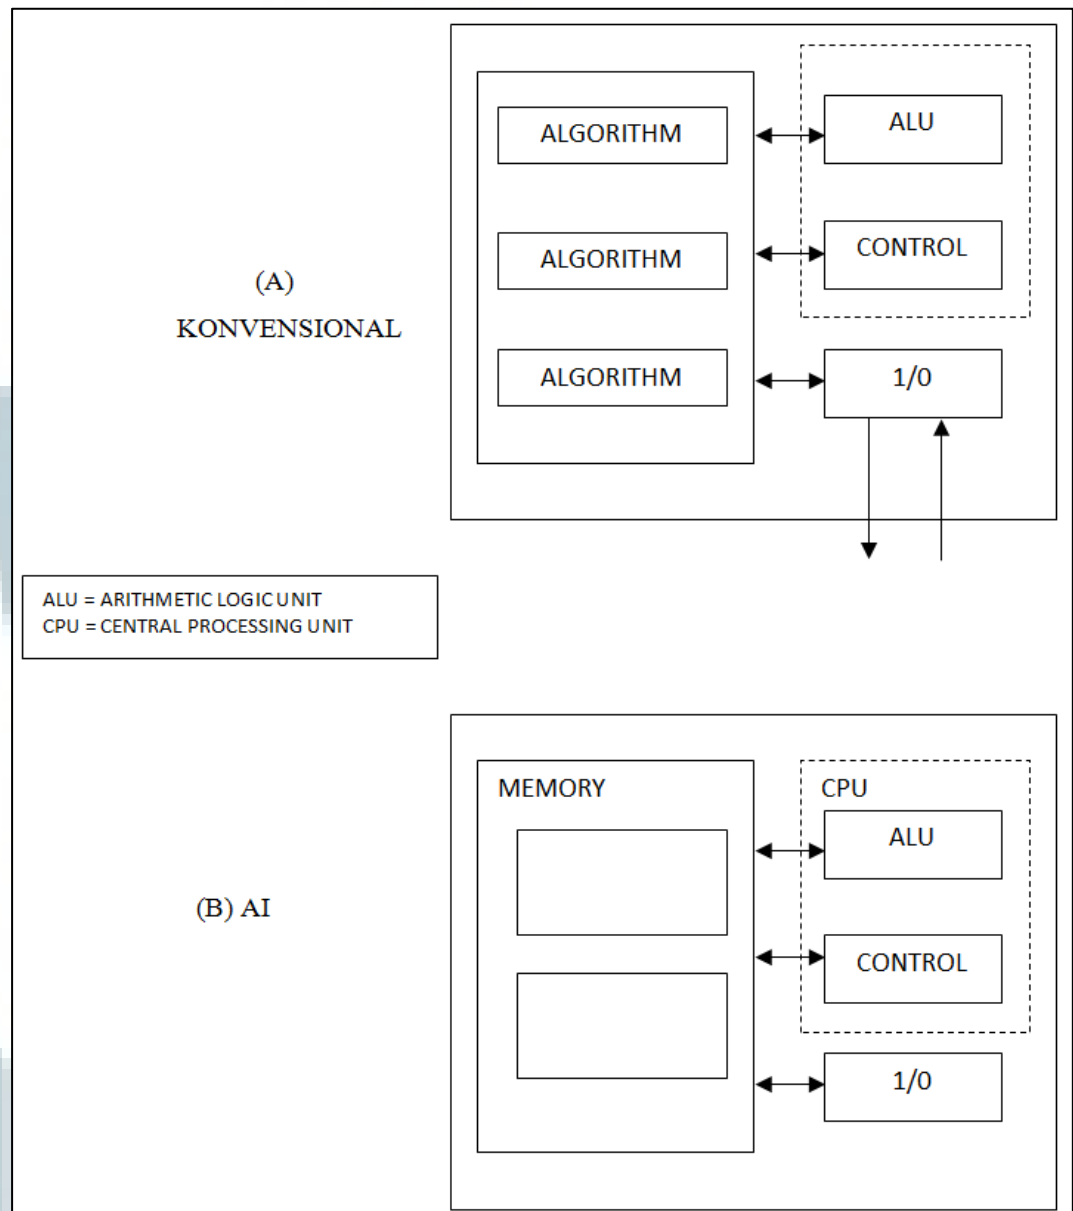 ALGORITHM
ALU
ALGORITHM
CONTROL
(A)
KONVENSIONAL
ALGORITHM
1/0
ALU = ARITHMETIC LOGIC UNIT
CPU = CENTRAL PROCESSING UNIT
MEMORY
CPU
ALU
(B) AI
CONTROL
1/0